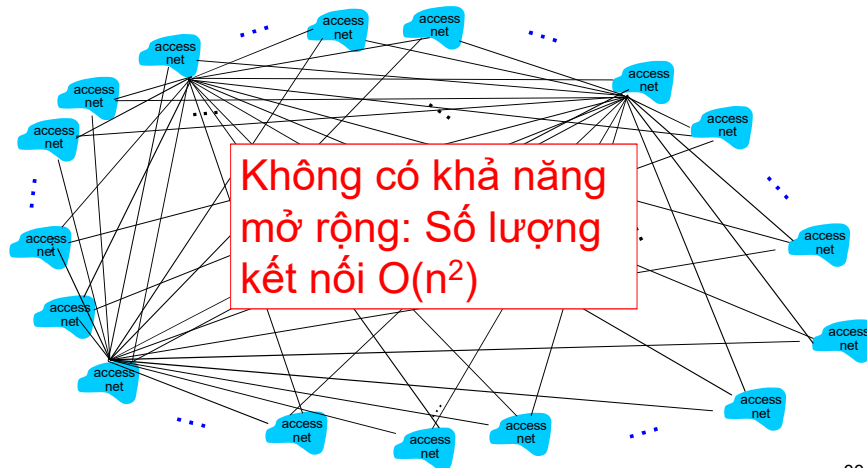 access
net
access
net
access
net
access
net
access
net
access
net
access
net
access
net
Không có khả năng
mở rộng: Số lượng
kết nối O(n²)
access
net
access
net
access
net
access
net
access
net
access
net
access
net
access
net
access
net